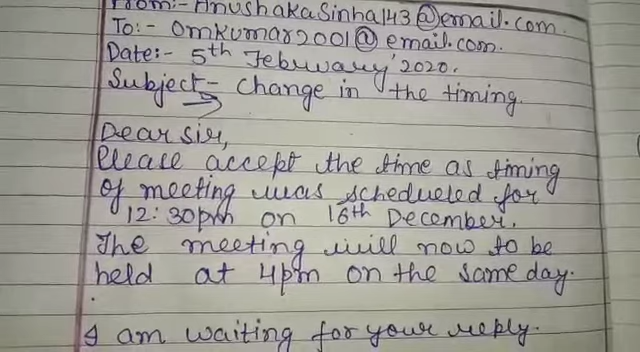 From:- Anushakasinha143@email.com
To:- Omkumar2001@email.com.
Date:- 5th February' 2020.
Subject:- Change in the timing.
Dear sir,
Please accept the time as timing
of meeting was scheduled for
12:30pm on 16th December.
The meeting will now to be
held at 4pm on the same day.
I am waiting for your reply.